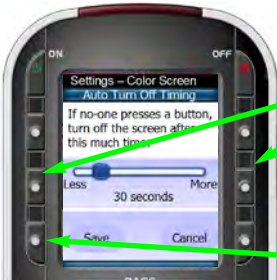 ON OFF
Settings – Color Screen
Auto Turn Off Timing
If no-one presses a button,
turn off the screen after
this much time.
Less More
30 seconds
Save Cancel